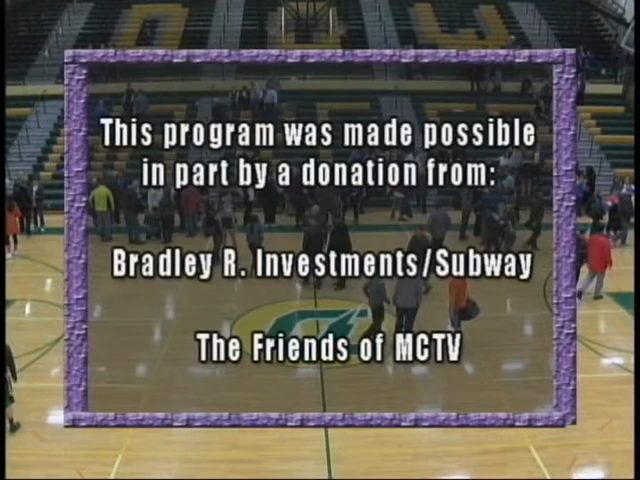 This program was made possible
in part by a donation from:
Bradley R. Investments/Subway
The Friends of MCTV